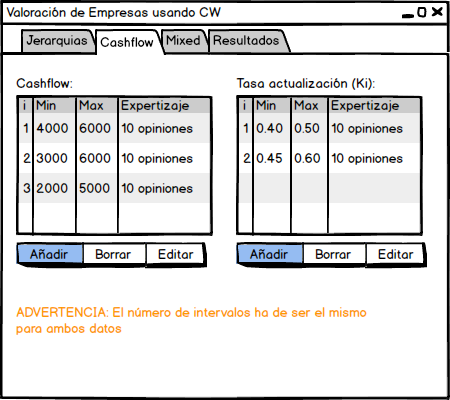 Valoración de Empresas usando CW
Jerarquias Cashflow Mixed Resultados
Cashflow:
i Min Max Expertizaje
1 4000 6000 10 opiniones
2 3000 6000 10 opiniones
3 2000 5000 10 opiniones
Añadir Borrar Editar
Tasa actualización (Ki):
i Min Max Expertizaje
1 0.40 0.50 10 opiniones
2 0.45 0.60 10 opiniones
Añadir Borrar Editar
ADVERTENCIA: El número de intervalos ha de ser el mismo
para ambos datos